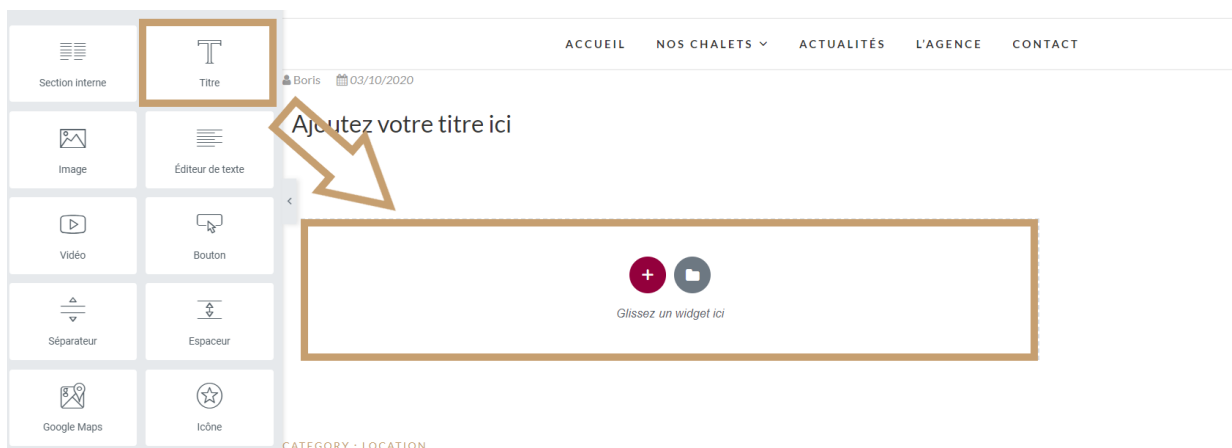 Section interne
Titre
Image
Éditeur de texte
Vidéo
Bouton
Séparateur
Espaceur
Google Maps
Icône
ACCUEIL NOS CHALETS ACTUALITÉS L'AGENCE CONTACT
Boris 03/10/2020
Ajoutez votre titre ici
Glissez un widget ici
CATEGORY : LOCATION